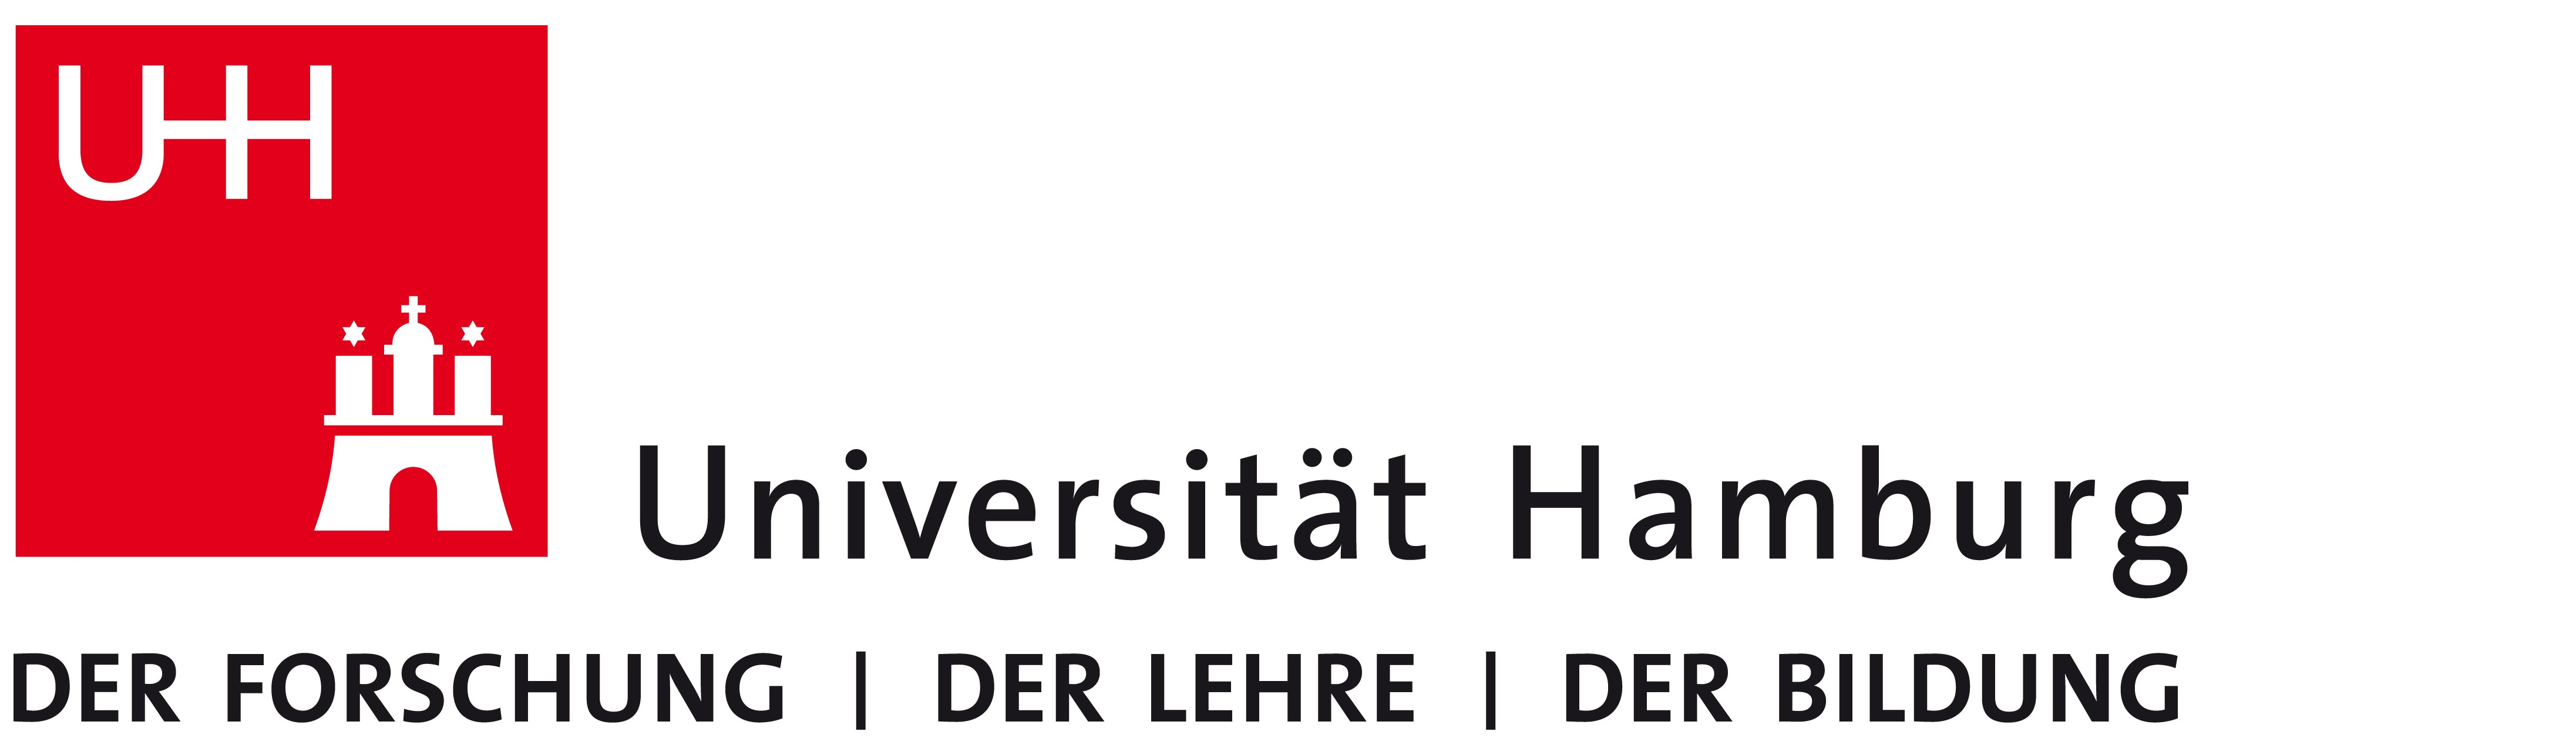 UH
Universität Hamburg
DER FORSCHUNG | DER LEHRE | DER BILDUNG